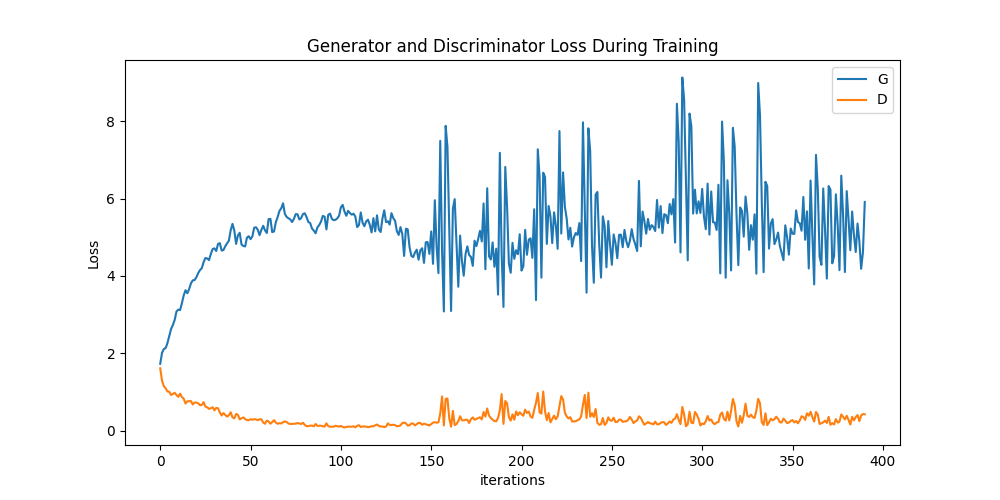 Generator and Discriminator Loss During Training
G
D
Loss
8
6
4
2
0
0 50 100 150 200 250 300 350 400
iterations